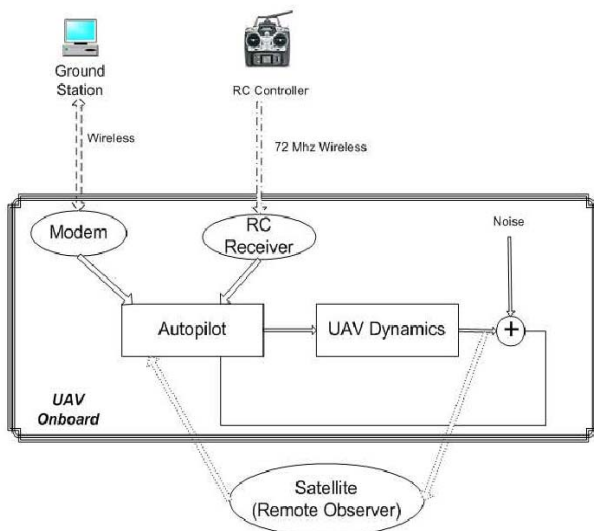 Ground
Station
RC Controller
Wireless
72 Mhz Wireless
Modem
RC
Receiver
Noise
Autopilot
UAV Dynamics
+
UAV
Onboard
Satellite
(Remote Observer)